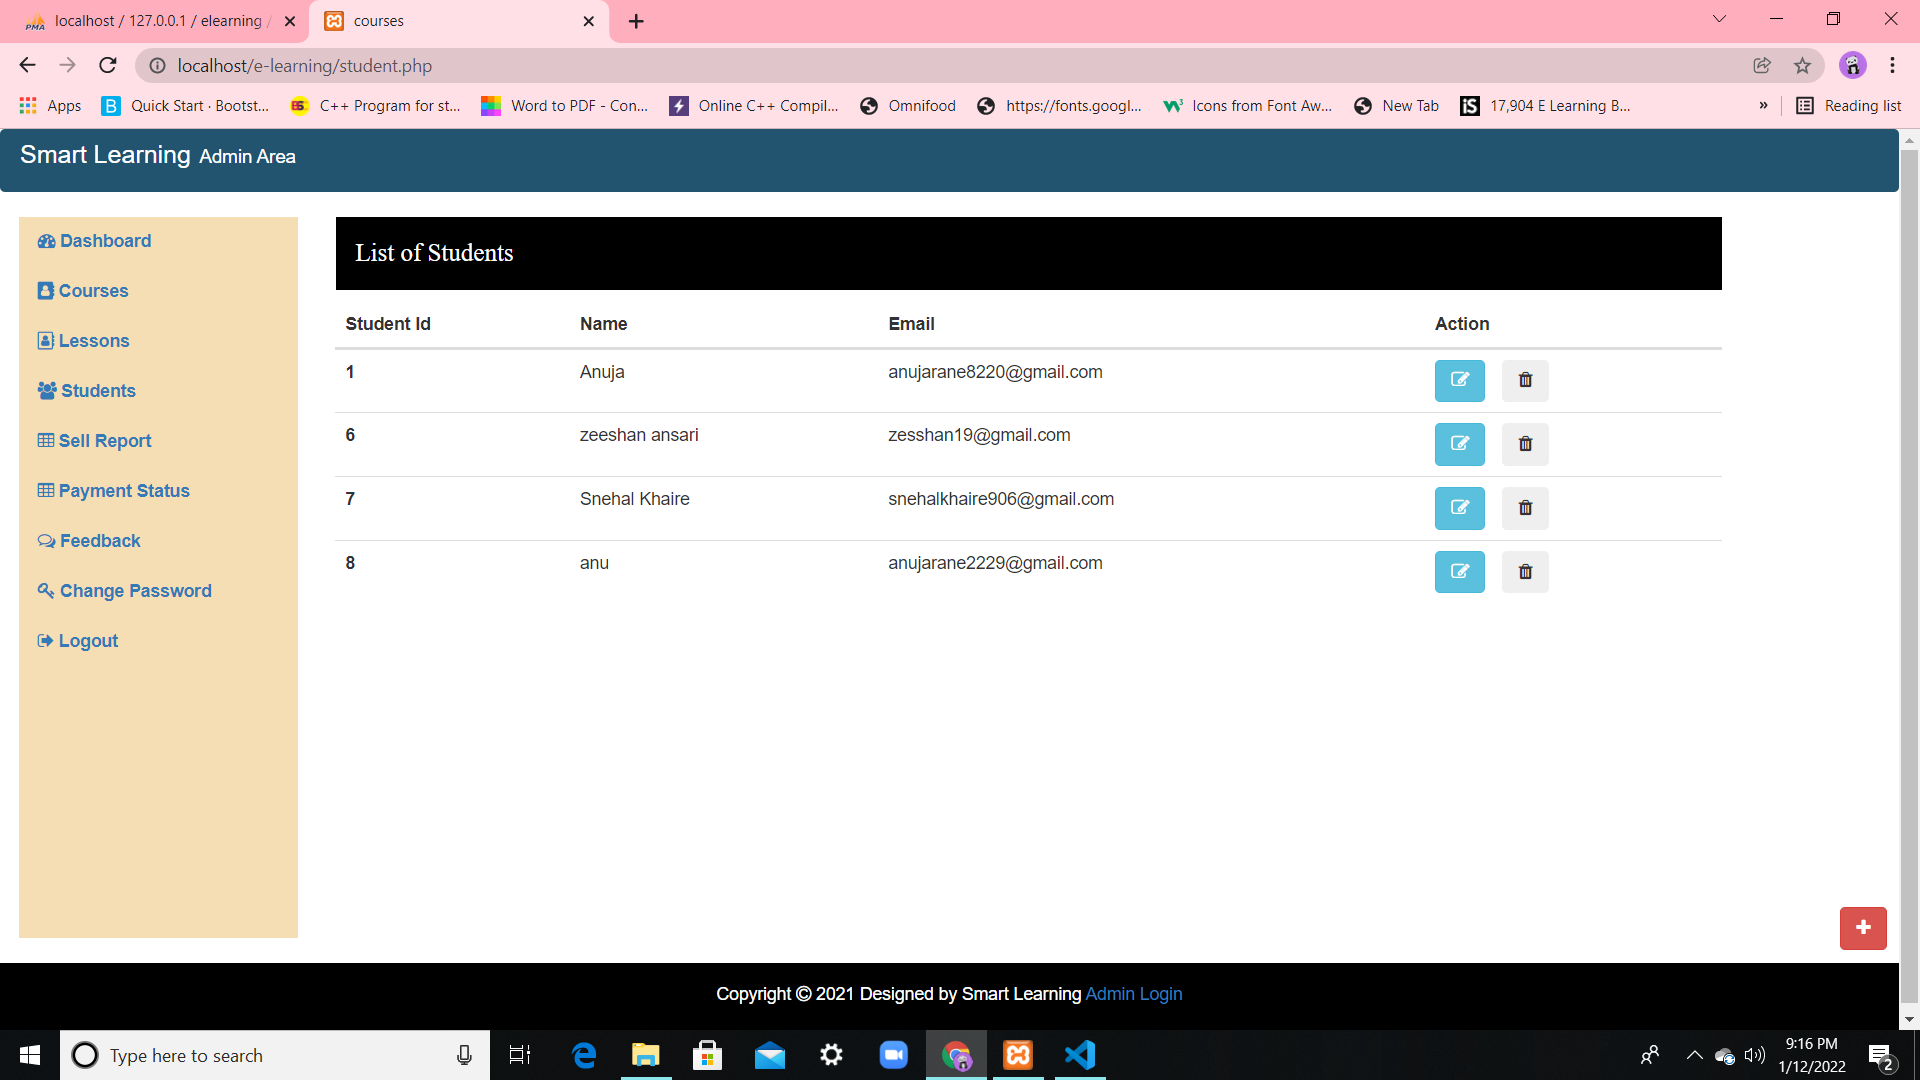 localhost / 127.0.0.1 / elearning /
courses
localhost/e-learning/student.php
Apps
Quick Start · Bootst...
C++ Program for st...
Word to PDF - Con...
Online C++ Compil...
Omnifood
https://fonts.googl...
Icons from Font Aw...
New Tab
17,904 E Learning B...
»
Reading list
Smart Learning Admin Area
Dashboard
Courses
Lessons
Students
Sell Report
Payment Status
Feedback
Change Password
Logout
List of Students
Student Id Name Email Action
1 Anuja anujarane8220@gmail.com
6 zeeshan ansari zesshan19@gmail.com
7 Snehal Khaire snehalkhaire906@gmail.com
8 anu anujarane2229@gmail.com
Copyright © 2021 Designed by Smart Learning Admin Login
Type here to search
9:16 PM
1/12/2022
2